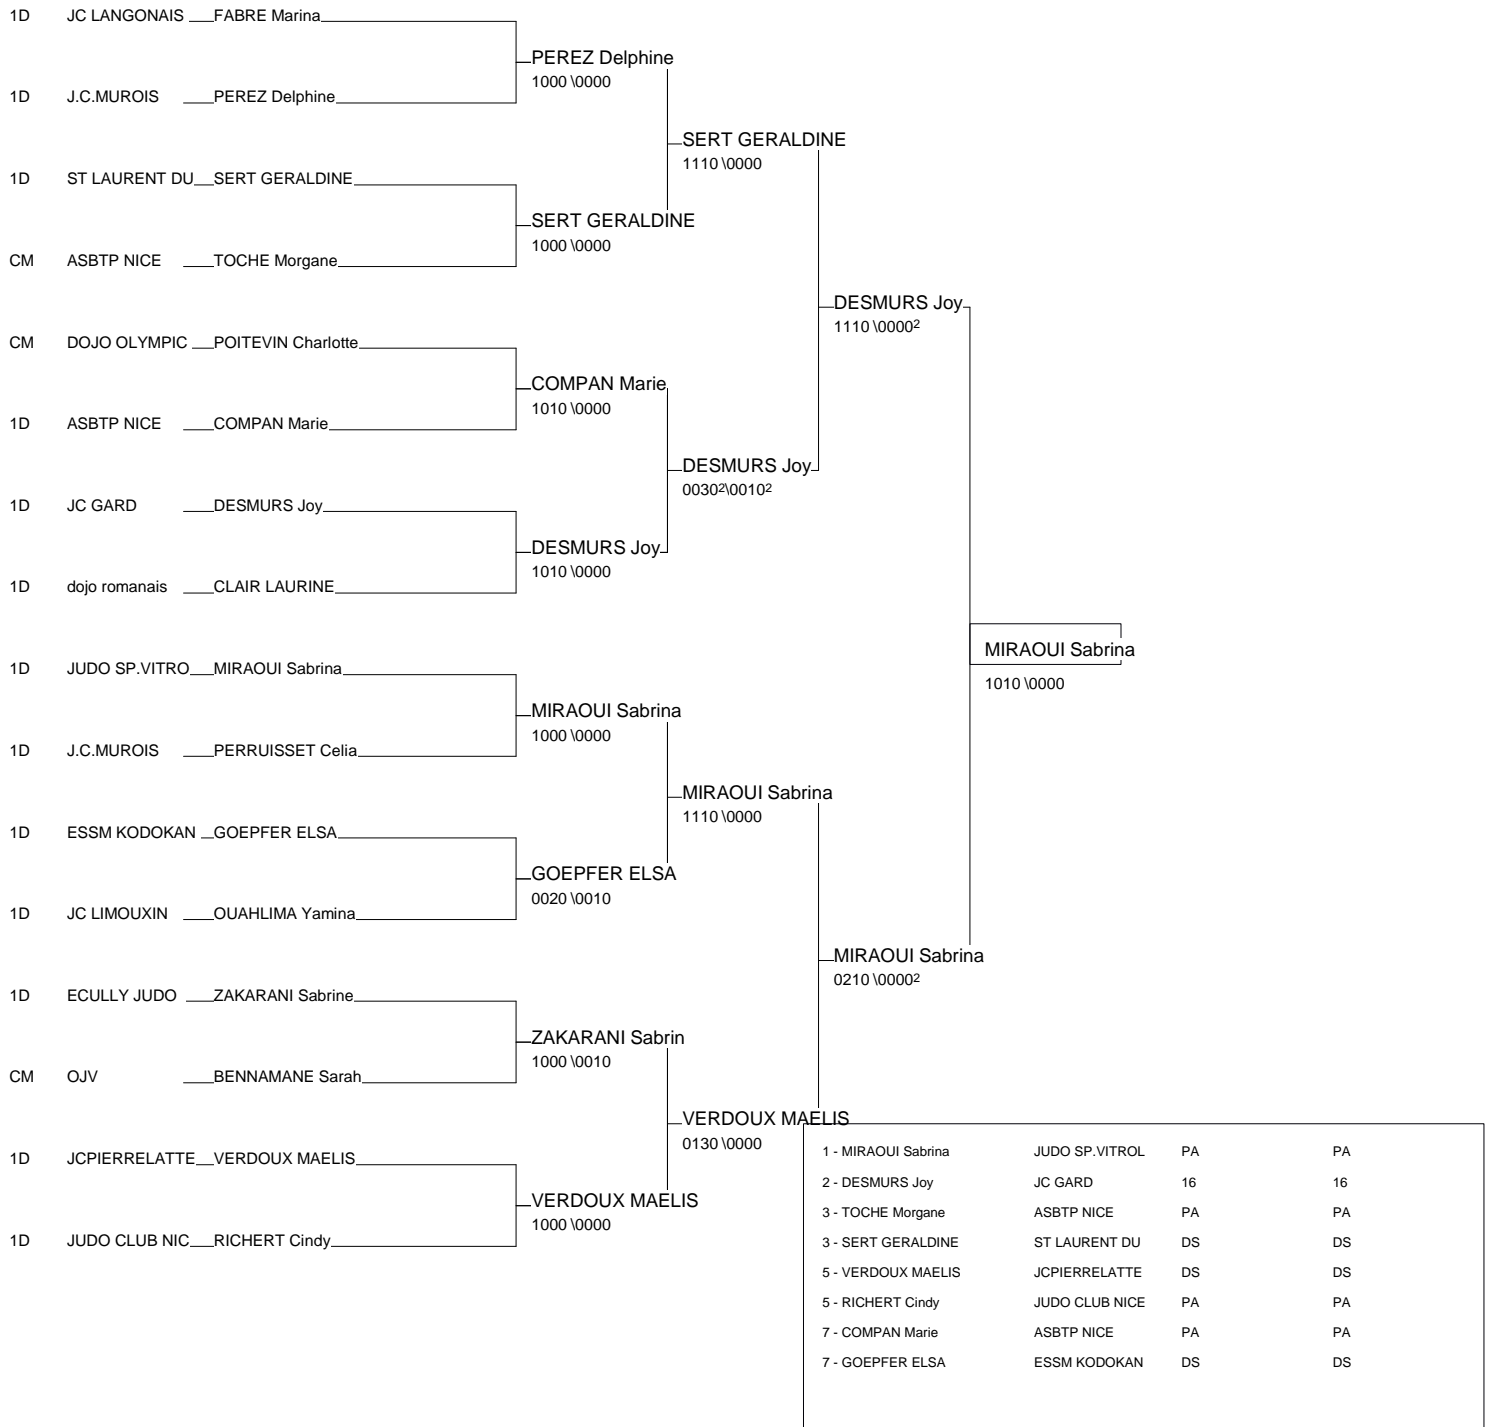 1D JC LANGONAIS FABRE Marina
PEREZ Delphine
1000 \0000
1D J.C.MUROIS PEREZ Delphine
SERT GERALDINE
1110 \0000
1D ST LAURENT DU SERT GERALDINE
SERT GERALDINE
1000 \0000
CM ASBTP NICE TOCHE Morgane
DESMURS Joy
1110 \0000²
CM DOJO OLYMPIC POITEVIN Charlotte
COMPAN Marie
1010 \0000
1D ASBTP NICE COMPAN Marie
DESMURS Joy
0030²\0010²
1D JC GARD DESMURS Joy
DESMURS Joy
1010 \0000
1D dojo romanais CLAIR LAURINE
MIRAOUI Sabrina
1010 \0000
1D JUDO SP.VITRO MIRAOUI Sabrina
MIRAOUI Sabrina
1000 \0000
1D J.C.MUROIS PERRUISSET Celia
MIRAOUI Sabrina
1110 \0000
1D ESSM KODOKAN GOEPFER ELSA
GOEPFER ELSA
0020 \0010
1D JC LIMOUXIN OUAHLIMA Yamina
MIRAOUI Sabrina
0210 \0000²
1D ECULLY JUDO ZAKARANI Sabrine
ZAKARANI Sabrin
1000 \0010
CM OJV BENNAMANE Sarah
VERDOUX MAELIS
0130 \0000
1D JCPIERRELATTE VERDOUX MAELIS
VERDOUX MAELIS
1000 \0000
1D JUDO CLUB NIC RICHERT Cindy
1 - MIRAOUI Sabrina JUDO SP.VITROL PA PA
2 - DESMURS Joy JC GARD 16 16
3 - TOCHE Morgane ASBTP NICE PA PA
3 - SERT GERALDINE ST LAURENT DU DS DS
5 - VERDOUX MAELIS JCPIERRELATTE DS DS
5 - RICHERT Cindy JUDO CLUB NICE PA PA
7 - COMPAN Marie ASBTP NICE PA PA
7 - GOEPFER ELSA ESSM KODOKAN DS DS